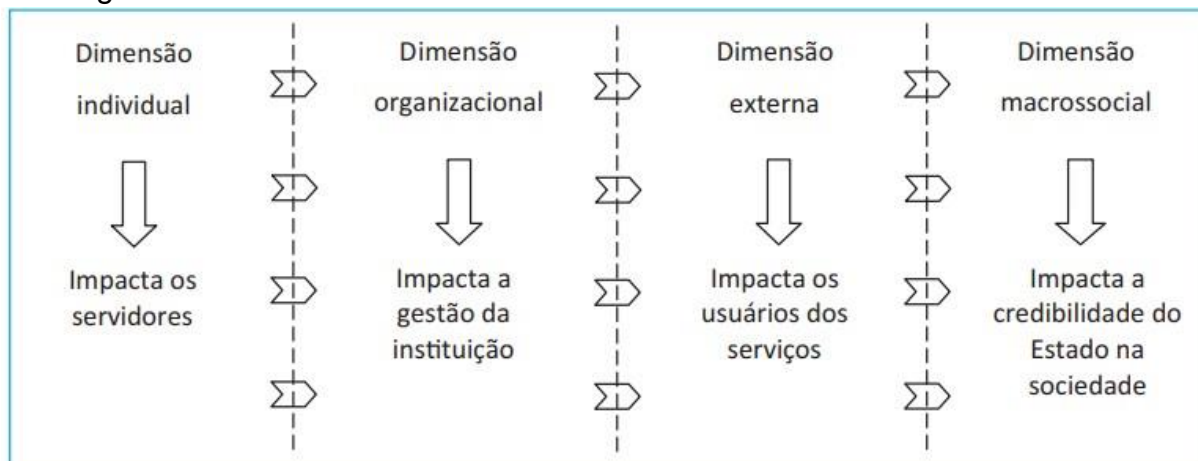 Dimensão
individual
Impacta os
servidores
Dimensão
organizacional
Impacta a
gestão da
instituição
Dimensão
externa
Impacta os
usuários dos
serviços
Dimensão
macrossocial
Impacta a
credibilidade do
Estado na
sociedade